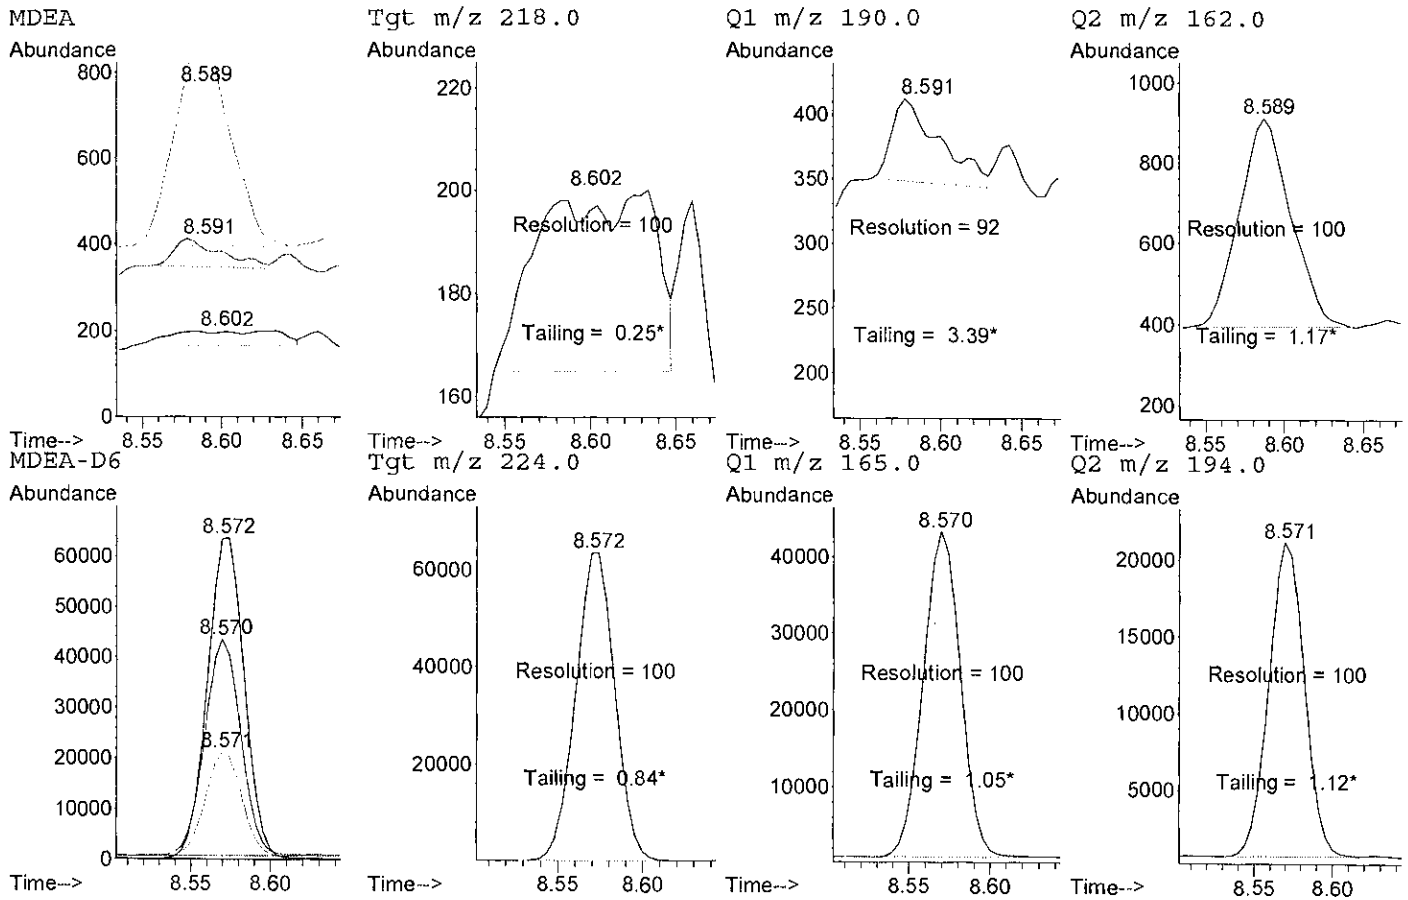 MDEA
Abundance
800
600
400
200
0
8.589
8.591
8.602
Time-->
8.55 8.60 8.65
Tgt m/z 218.0
Abundance
220
200
180
160
8.602
Resolution = 100
Tailing = 0.25*
Time-->
8.55 8.60 8.65
Q1 m/z 190.0
Abundance
400
350
300
250
200
8.591
Resolution = 92
Tailing = 3.39*
Time-->
8.55 8.60 8.65
Q2 m/z 162.0
Abundance
1000
800
600
400
200
8.589
Resolution = 100
Tailing = 1.17*
Time-->
8.55 8.60 8.65
MDEA-D6
Abundance
60000
50000
40000
30000
20000
10000
0
8.572
8.570
8.571
Time-->
8.55 8.60
Tgt m/z 224.0
Abundance
60000
40000
20000
8.572
Resolution = 100
Tailing = 0.84*
Time-->
8.55 8.60
Q1 m/z 165.0
Abundance
40000
30000
20000
10000
8.570
Resolution = 100
Tailing = 1.05*
Time-->
8.55 8.60
Q2 m/z 194.0
Abundance
20000
15000
10000
5000
8.571
Resolution = 100
Tailing = 1.12*
Time-->
8.55 8.60